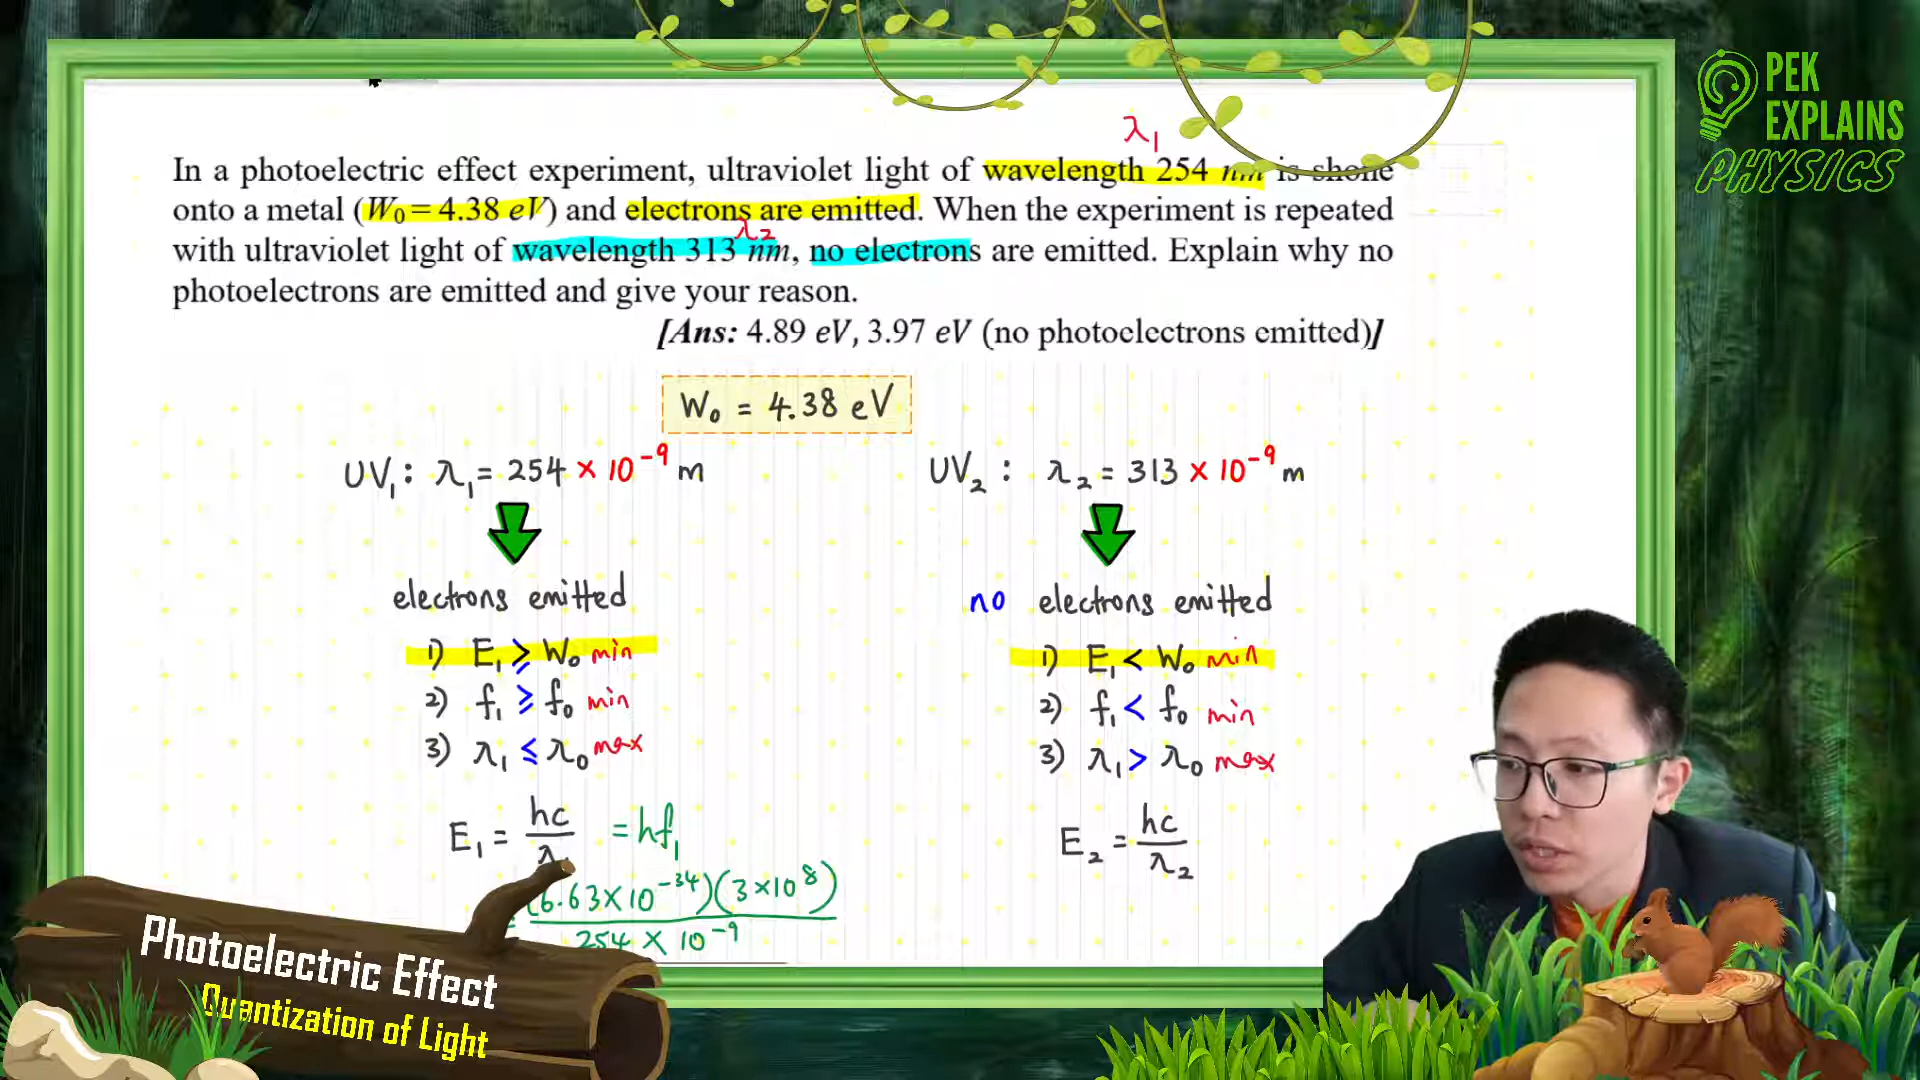 PEK
EXPLAINS
PHYSICS
λ₁
In a photoelectric effect experiment, ultraviolet light of wavelength 254 nm is shone
onto a metal (W₀ = 4.38 eV) and electrons are emitted. When the experiment is repeated
λ₂
with ultraviolet light of wavelength 313 nm, no electrons are emitted. Explain why no
photoelectrons are emitted and give your reason.
[Ans: 4.89 eV, 3.97 eV (no photoelectrons emitted)]
W₀ = 4.38 eV
UV₁ : λ₁ = 254 × 10⁻⁹ m
electrons emitted
1) E₁ ≥ W₀ min
2) f₁ ≥ f₀ min
3) λ₁ ≤ λ₀ max
E₁ = hc/λ₁ = hf₁
(6.63×10⁻³⁴)(3×10⁸)
254 × 10⁻⁹
UV₂ : λ₂ = 313 × 10⁻⁹ m
no electrons emitted
1) E₁ < W₀ min
2) f₁ < f₀ min
3) λ₁ > λ₀ max
E₂ = hc/λ₂
Photoelectric Effect
Quantization of Light